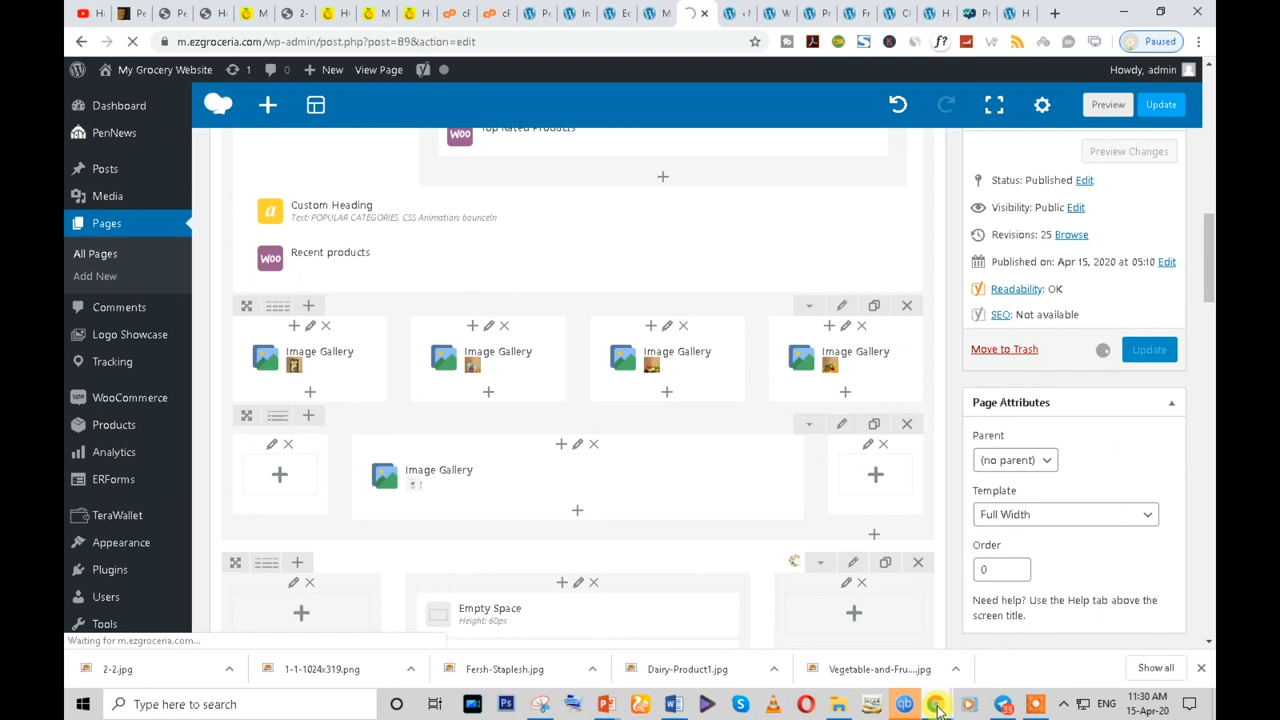 m.ezgroceria.com/wp-admin/post.php?post=89&action=edit
Paused
My Grocery Website
1
0
New
View Page
Howdy, admin
Dashboard
PenNews
Posts
Media
Pages
All Pages
Add New
Comments
Logo Showcase
Tracking
WooCommerce
Products
Analytics
ERForms
TeraWallet
Appearance
Plugins
Users
Tools
Preview
Update
Woo
Top Rated Products
Custom Heading
Text: POPULAR CATEGORIES CSS Animation: bounceIn
Woo
Recent products
Image Gallery
Image Gallery
Image Gallery
Image Gallery
Image Gallery
Empty Space
Height: 60px
Preview Changes
Status: Published Edit
Visibility: Public Edit
Revisions: 25 Browse
Published on: Apr 15, 2020 at 05:10 Edit
Readability: OK
SEO: Not available
Move to Trash
Update
Page Attributes
Parent
(no parent)
Template
Full Width
Order
0
Need help? Use the Help tab above the
screen title.
Waiting for m.ezgroceria.com...
2-2.jpg
1-1-1024x319.png
Fersh-Staplesh.jpg
Dairy-Product1.jpg
Vegetable-and-Fru....jpg
Show all
Type here to search
39
ENG
11:30 AM
15-Apr-20